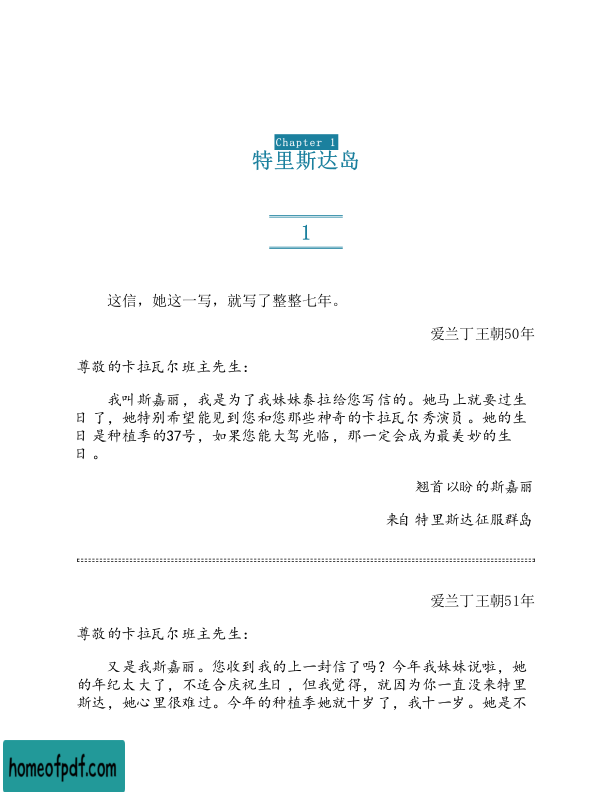 Chapter 1
特里斯达岛
1
这信，她这一写，就写了整整七年。
爱兰丁王朝50年
尊敬的卡拉瓦尔班主先生：
我叫斯嘉丽，我是为了我妹妹泰拉给您写信的。她马上就要过生
日了，她特别希望能见到您和您那些神奇的卡拉瓦尔秀演员。她的生
日是种植季的37号，如果您能大驾光临，那一定会成为最美妙的生
日。
翘首以盼的斯嘉丽
来自特里斯达征服群岛
爱兰丁王朝51年
尊敬的卡拉瓦尔班主先生：
又是我斯嘉丽。您收到我的上一封信了吗？今年我妹妹说啦，她
的年纪太大了，不适合庆祝生日，但我觉得，就因为你一直没来特里
斯达，她心里很难过。今年的种植季她就十岁了，我十一岁。她是不
homeofpdf.com